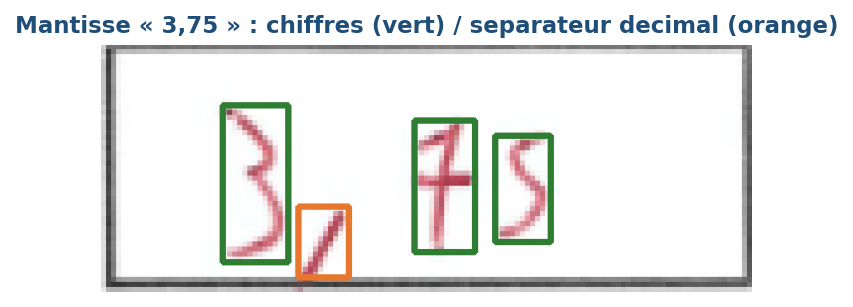 Mantisse « 3,75 » : chiffres (vert) / separateur decimal (orange)
3,75